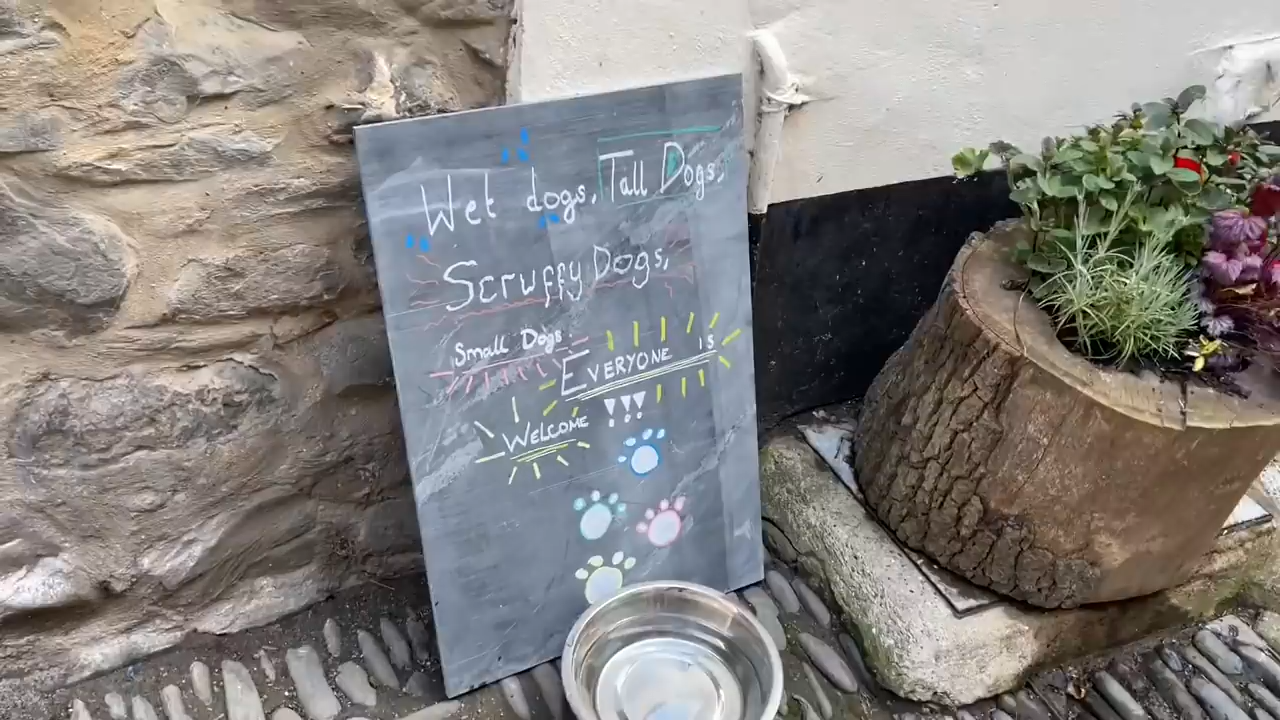 Wet dogs, Tall Dogs,
Scruffy Dogs,
Small Dogs.
EVERYONE IS
WELCOME !!!